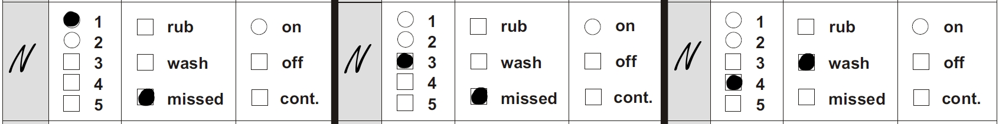 N
1 rub on
2
3 wash off
4
5 missed cont.
N
1 rub on
2
3 wash off
4
5 missed cont.
N
1 rub on
2
3 wash off
4
5 missed cont.